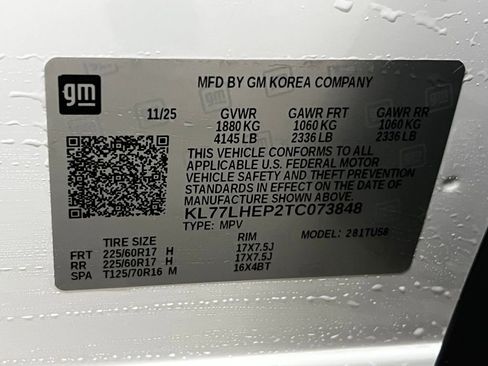 gm
MFD BY GM KOREA COMPANY
11/25 GVWR GAWR FRT GAWR RR
1880 KG 1060 KG 1060 KG
4145 LB 2336 LB 2336 LB
THIS VEHICLE CONFORMS TO ALL
APPLICABLE U.S. FEDERAL MOTOR
VEHICLE SAFETY AND THEFT PREVENTION
STANDARDS IN EFFECT ON THE DATE OF
MANUFACTURE SHOWN ABOVE.
KL77LHEP2TC073848
TYPE: MPV MODEL: 281TU58
TIRE SIZE RIM
FRT 225/60R17 H 17X7.5J
RR 225/60R17 H 17X7.5J
SPA T125/70R16 M 16X4BT